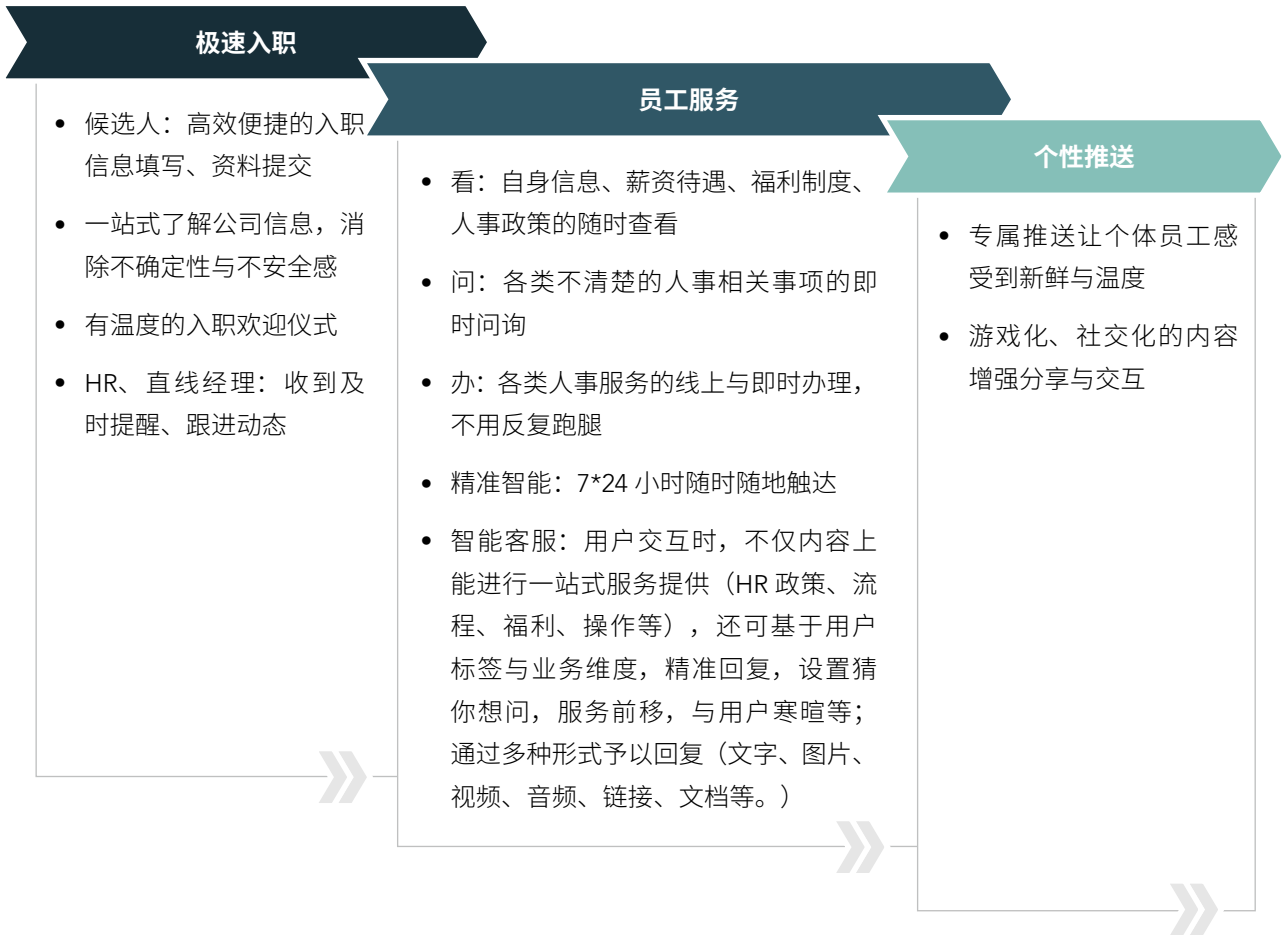 极速入职
候选人：高效便捷的入职
信息填写、资料提交
一站式了解公司信息，消
除不确定性与不安全感
有温度的入职欢迎仪式
HR、直线经理：收到及
时提醒、跟进动态
员工服务
看：自身信息、薪资待遇、福利制度、
人事政策的随时查看
问：各类不清楚的人事相关事项的即
时问询
办：各类人事服务的线上与即时办理，
不用反复跑腿
精准智能：7*24 小时随时随地触达
智能客服：用户交互时，不仅内容上
能进行一站式服务提供（HR 政策、流
程、福利、操作等），还可基于用户
标签与业务维度，精准回复，设置猜
你想问，服务前移，与用户寒暄等；
通过多种形式予以回复（文字、图片、
视频、音频、链接、文档等。）
个性推送
专属推送让个体员工感
受到新鲜与温度
游戏化、社交化的内容
增强分享与交互